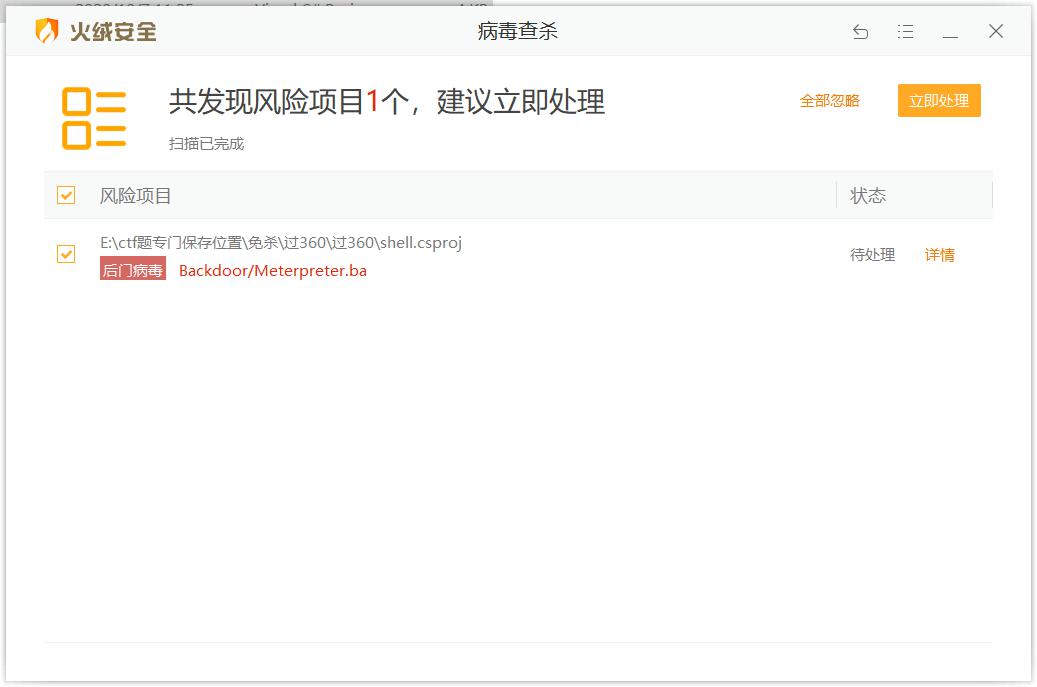 火绒安全
病毒查杀
共发现风险项目1个，建议立即处理
全部忽略
立即处理
扫描已完成
风险项目
状态
E:\ctf题专门保存位置\免杀\过360\过360\shell.csproj
待处理
详情
后门病毒 Backdoor/Meterpreter.ba